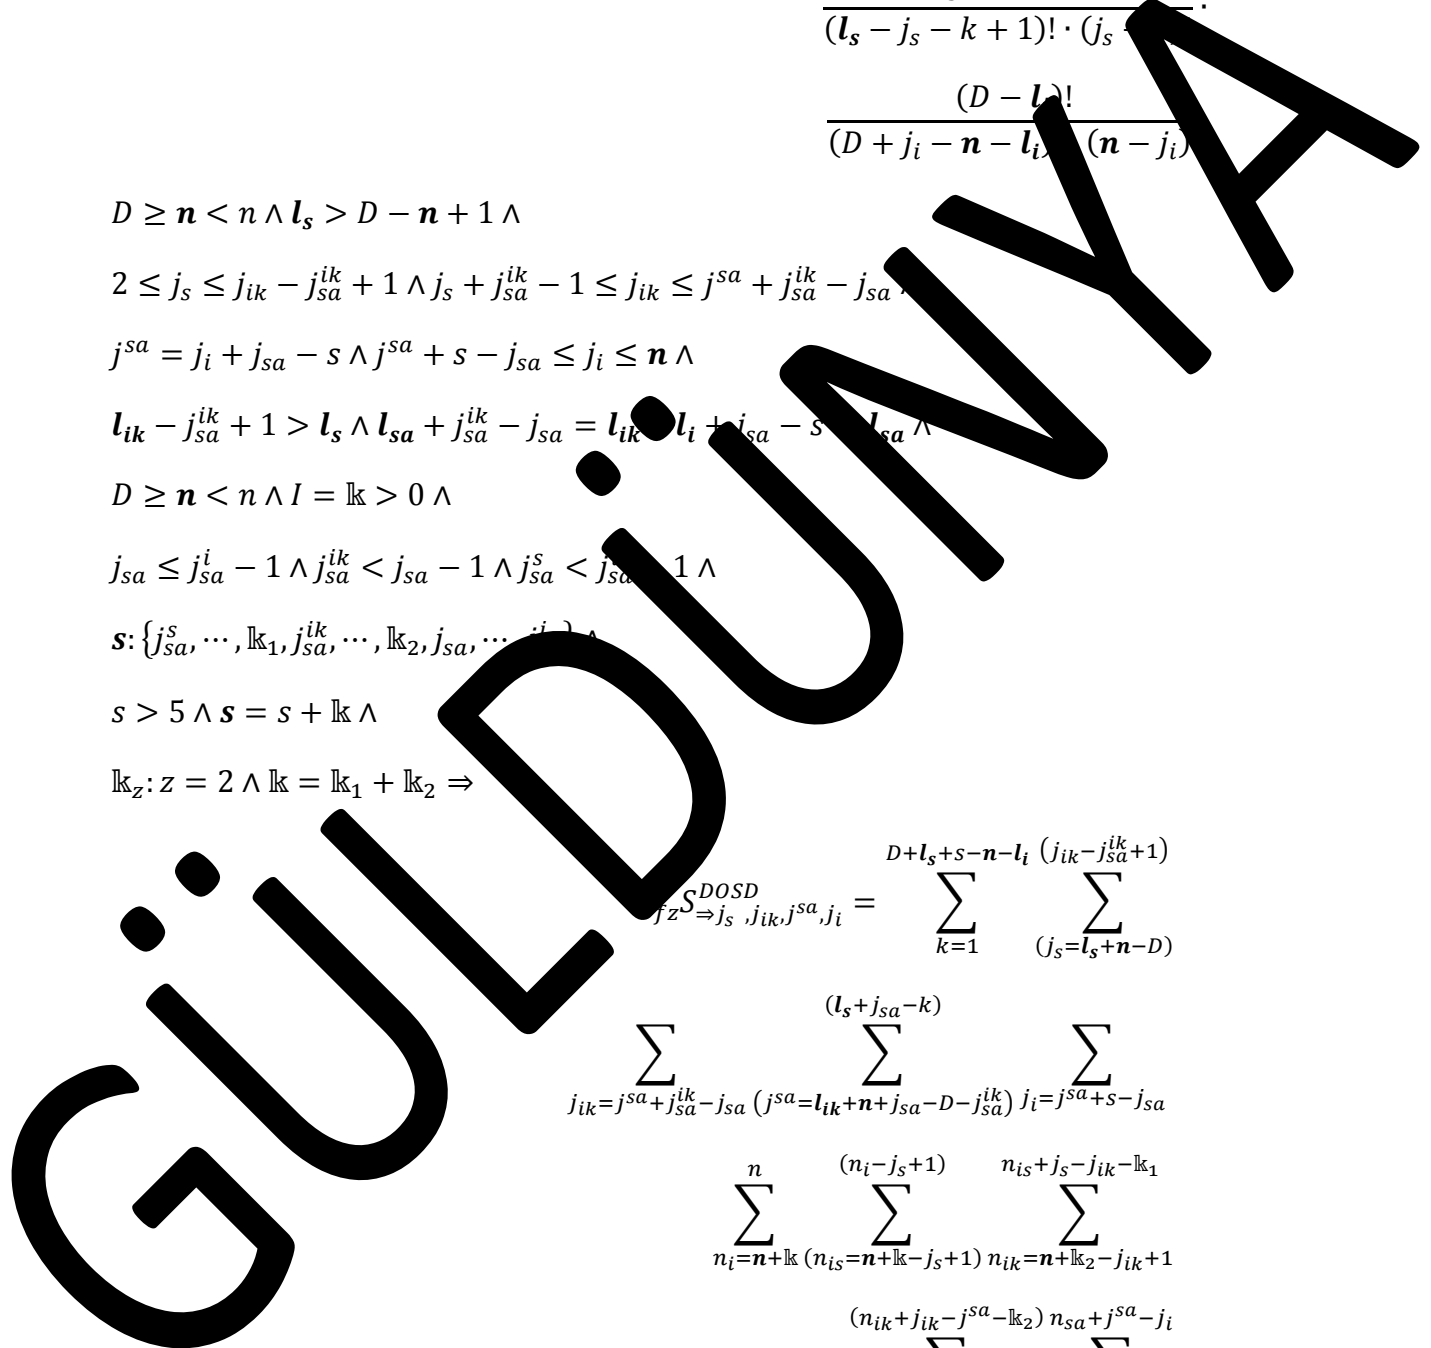 (l_s − j_s − k + 1)! · (j_s
(D − l )!
(D + j_i − n − l_i) (n − j_i)
D ≥ n < n ∧ l_s > D − n + 1 ∧
2 ≤ j_s ≤ j_ik − j_sa^ik + 1 ∧ j_s + j_sa^ik − 1 ≤ j_ik ≤ j^sa + j_sa^ik − j_sa ∧
j^sa = j_i + j_sa − s ∧ j^sa + s − j_sa ≤ j_i ≤ n ∧
l_ik − j_sa^ik + 1 > l_s ∧ l_sa + j_sa^ik − j_sa = l_ik l_i + j_sa − s l_sa ∧
D ≥ n < n ∧ I = 𝕜 > 0 ∧
j_sa ≤ j_sa^i − 1 ∧ j_sa^ik < j_sa − 1 ∧ j_sa^s < j_sa 1 ∧
s: {j_sa^s, ⋯ , 𝕜_1, j_sa^ik, ⋯ , 𝕜_2, j_sa, ⋯ } ∧
s > 5 ∧ s = s + 𝕜 ∧
𝕜_z: z = 2 ∧ 𝕜 = 𝕜_1 + 𝕜_2 ⇒
D+l_s+s−n−l_i (j_ik−j_sa^ik+1)
fz S^DOSD_⇒j_s ,j_ik,j^sa,j_i = ∑ ∑
k=1 (j_s=l_s+n−D)
(l_s+j_sa−k)
∑ ∑ ∑
j_ik=j^sa+j_sa^ik−j_sa (j^sa=l_ik+n+j_sa−D−j_sa^ik) j_i=j^sa+s−j_sa
n (n_i−j_s+1) n_is+j_s−j_ik−𝕜_1
∑ ∑ ∑
n_i=n+𝕜 (n_is=n+𝕜−j_s+1) n_ik=n+𝕜_2−j_ik+1
(n_ik+j_ik−j^sa−𝕜_2) n_sa+j^sa−j_i
∑ ∑
GÜLDÜNYA